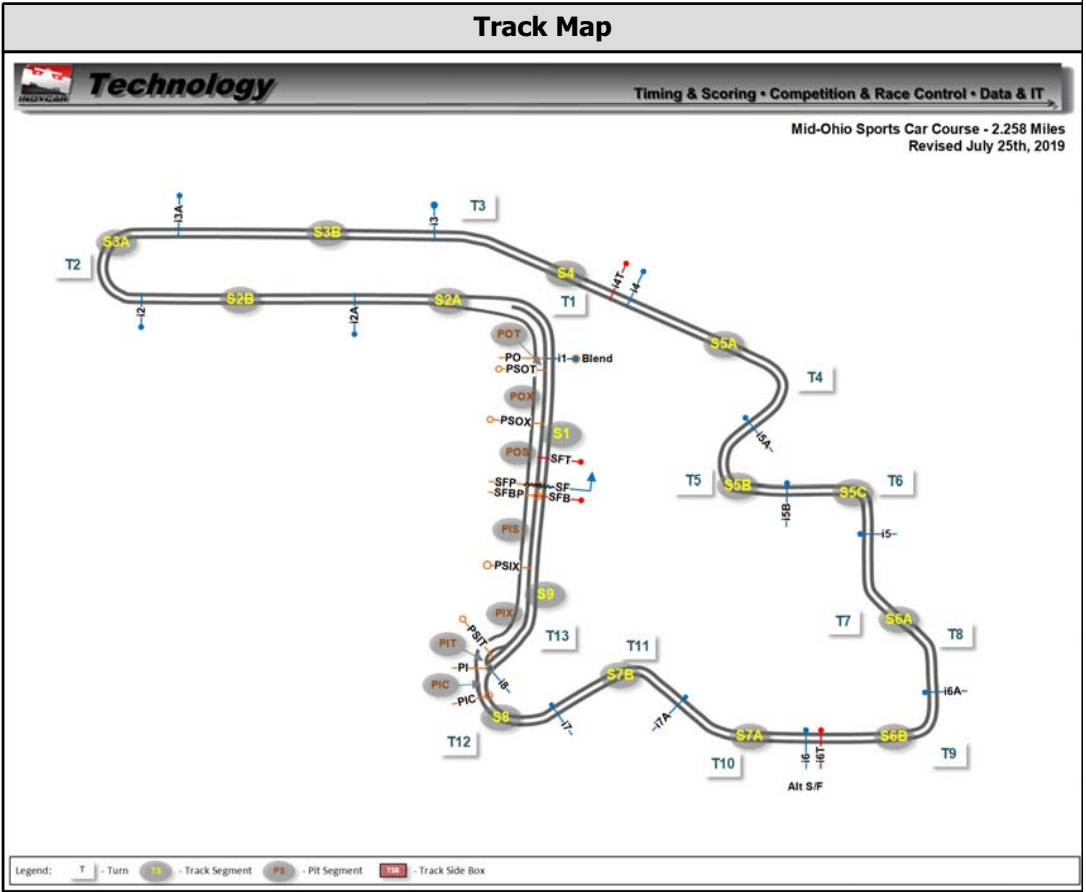 Track Map
INDYCAR
Technology
Timing & Scoring • Competition & Race Control • Data & IT
Mid-Ohio Sports Car Course - 2.258 Miles
Revised July 25th, 2019
i3A
i3
T3
S3A
S3B
T2
S4
i4T
i4
T1
i2
S2B
i2A
S2A
POT
PO
i1
Blend
PSOT
S5A
T4
POX
PSOX
S1
i5A
POS
SFT
T5
S5B
i5B
S5C
T6
SFP
SF
SFBP
SFB
PIS
i5
PSIX
S9
PIX
T7
S6A
T8
PSIT
T13
PIT
T11
PI
i8
S7B
PIC
PIC
i6A
i7A
S8
i7
T12
S7A
S6B
i6
i6T
T10
T9
Alt S/F
Legend:
T - Turn
TS - Track Segment
PS - Pit Segment
TSB - Track Side Box